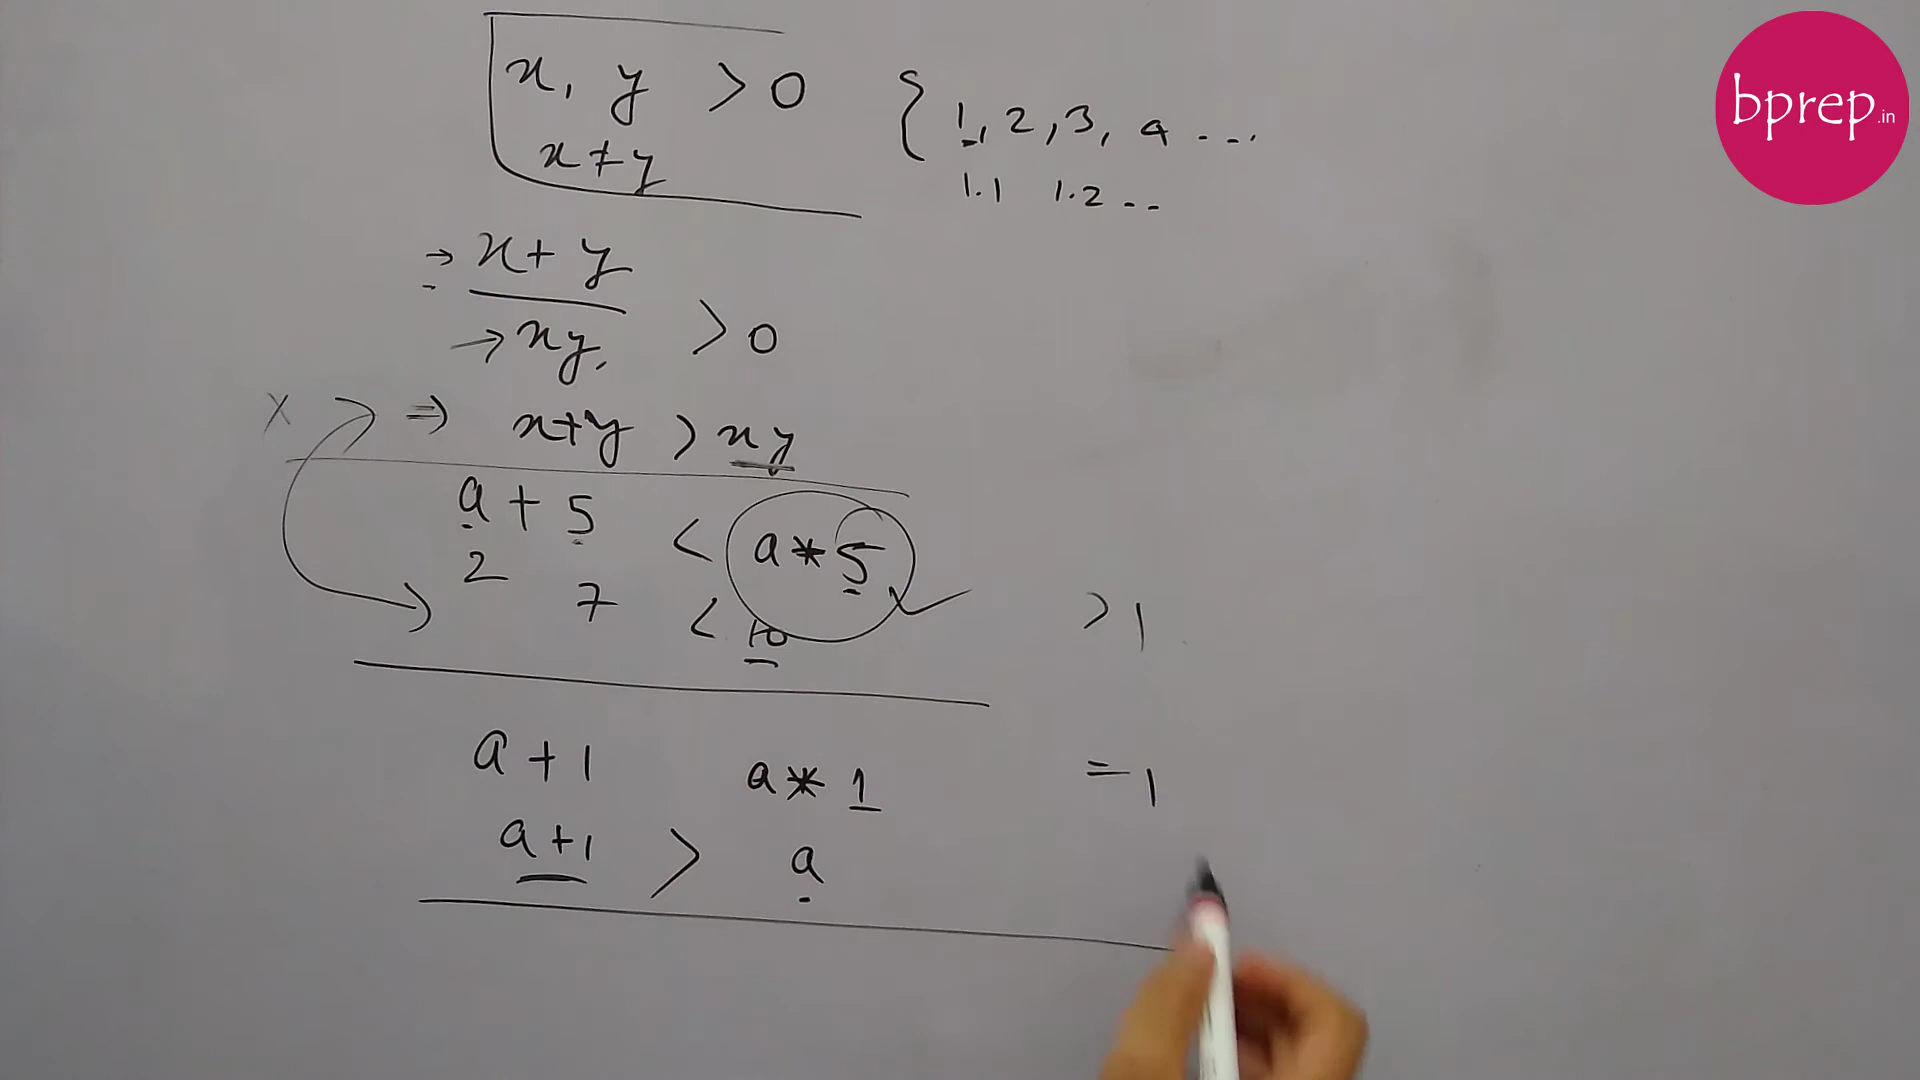 x, y > 0 { 1, 2, 3, 4 ...
x ≠ y 1.1 1.2 ..
bprep.in
→ x + y
→ xy, > 0
x ⇒ x+y > xy
a + 5 < a * 5
2 7 < 10 > 1
a + 1 a * 1 = 1
a + 1 > a